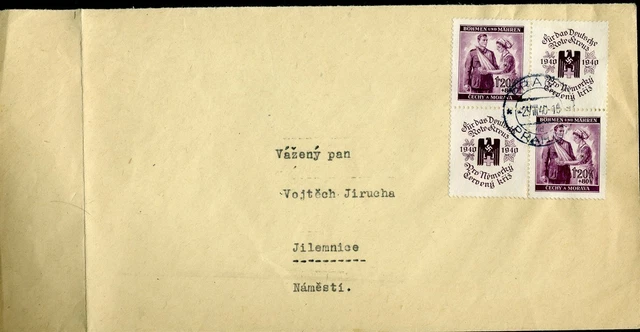 BÖHMEN UND MÄHREN
1'20K
+80h
ČECHY A MORAVA
Für das Deutsche
Rote Kreuz
1940 1940
Pro Německý
Červený kříž
Für das Deutsche
Rote Kreuz
1940 1940
Pro Německý
Červený kříž
BÖHMEN UND MÄHREN
1'20K
+80h
ČECHY A MORAVA
Vážený pan
Vojtěch Jirucha
Jilemnice
Náměstí.